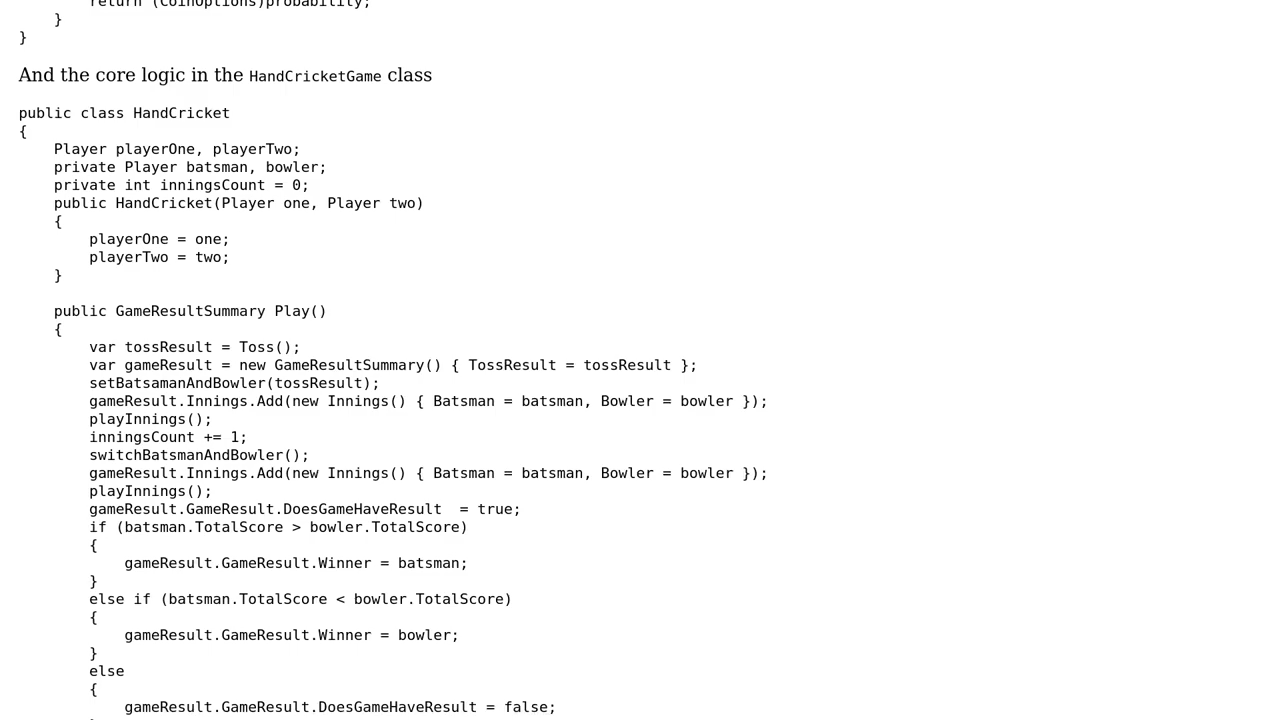 return (CoinOptions)probability;
    }
}
And the core logic in the HandCricketGame class
public class HandCricket
{
    Player playerOne, playerTwo;
    private Player batsman, bowler;
    private int inningsCount = 0;
    public HandCricket(Player one, Player two)
    {
        playerOne = one;
        playerTwo = two;
    }
    public GameResultSummary Play()
    {
        var tossResult = Toss();
        var gameResult = new GameResultSummary() { TossResult = tossResult };
        setBatsamanAndBowler(tossResult);
        gameResult.Innings.Add(new Innings() { Batsman = batsman, Bowler = bowler });
        playInnings();
        inningsCount += 1;
        switchBatsmanAndBowler();
        gameResult.Innings.Add(new Innings() { Batsman = batsman, Bowler = bowler });
        playInnings();
        gameResult.GameResult.DoesGameHaveResult  = true;
        if (batsman.TotalScore > bowler.TotalScore)
        {
            gameResult.GameResult.Winner = batsman;
        }
        else if (batsman.TotalScore < bowler.TotalScore)
        {
            gameResult.GameResult.Winner = bowler;
        }
        else
        {
            gameResult.GameResult.DoesGameHaveResult = false;